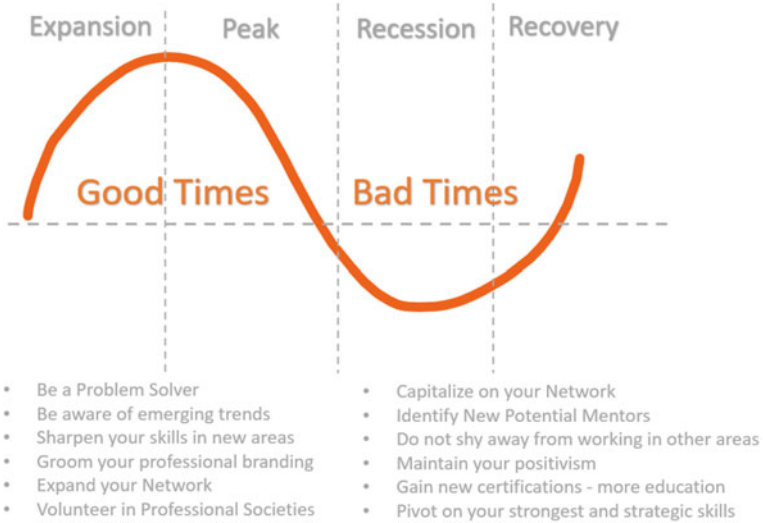 Expansion
Peak
Recession
Recovery
Good Times
Bad Times
• Be a Problem Solver
• Be aware of emerging trends
• Sharpen your skills in new areas
• Groom your professional branding
• Expand your Network
• Volunteer in Professional Societies
• Capitalize on your Network
• Identify New Potential Mentors
• Do not shy away from working in other areas
• Maintain your positivism
• Gain new certifications - more education
• Pivot on your strongest and strategic skills